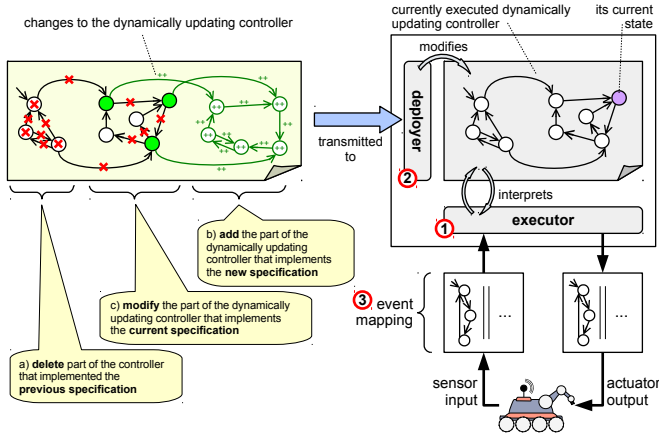 changes to the dynamically updating controller
currently executed dynamically
updating controller
its current
state
modifies
++
++
++
++
++
++
++
++
++
++
++
++
++
++
deployer
transmitted
to
2
interprets
1
executor
b) add the part of the
dynamically updating
controller that implements
the new specification
c) modify the part of the dynamically
updating controller that implements
the current specification
a) delete part of the controller
that implemented the
previous specification
3 event
mapping
...
...
sensor
input
actuator
output